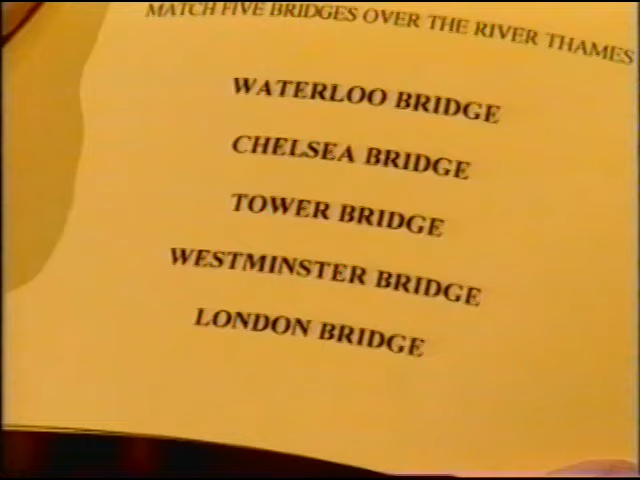 MATCH FIVE BRIDGES OVER THE RIVER THAMES
WATERLOO BRIDGE
CHELSEA BRIDGE
TOWER BRIDGE
WESTMINSTER BRIDGE
LONDON BRIDGE